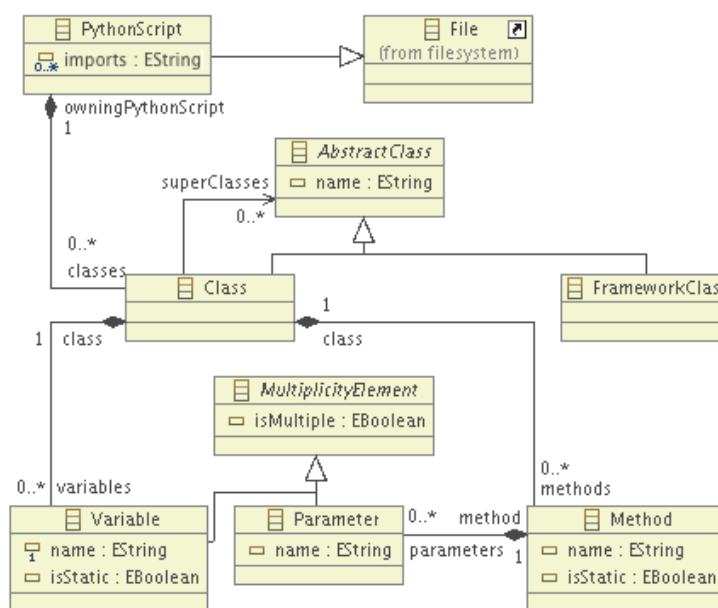 PythonScript
imports : EString
0..*
File
(from filesystem)
owningPythonScript
1
AbstractClass
name : EString
superClasses
0..*
0..*
classes
Class
FrameworkClas
1
class
1
class
MultiplicityElement
isMultiple : EBoolean
0..*
variables
0..*
methods
Variable
name : EString
1
isStatic : EBoolean
Parameter
name : EString
0..*
parameters
method
1
Method
name : EString
isStatic : EBoolean